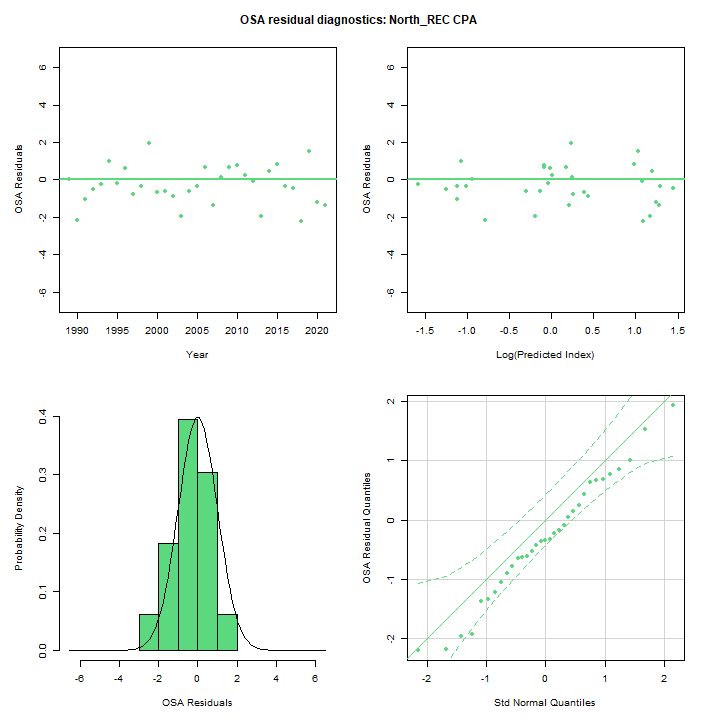 OSA residual diagnostics: North_REC CPA
OSA Residuals
6
4
2
0
-2
-4
-6
1990 1995 2000 2005 2010 2015 2020
Year
OSA Residuals
6
4
2
0
-2
-4
-6
-1.5 -1.0 -0.5 0.0 0.5 1.0 1.5
Log(Predicted Index)
Probability Density
0.4
0.3
0.2
0.1
0.0
-6 -4 -2 0 2 4 6
OSA Residuals
OSA Residual Quantiles
2
1
0
-1
-2
-2 -1 0 1 2
Std Normal Quantiles